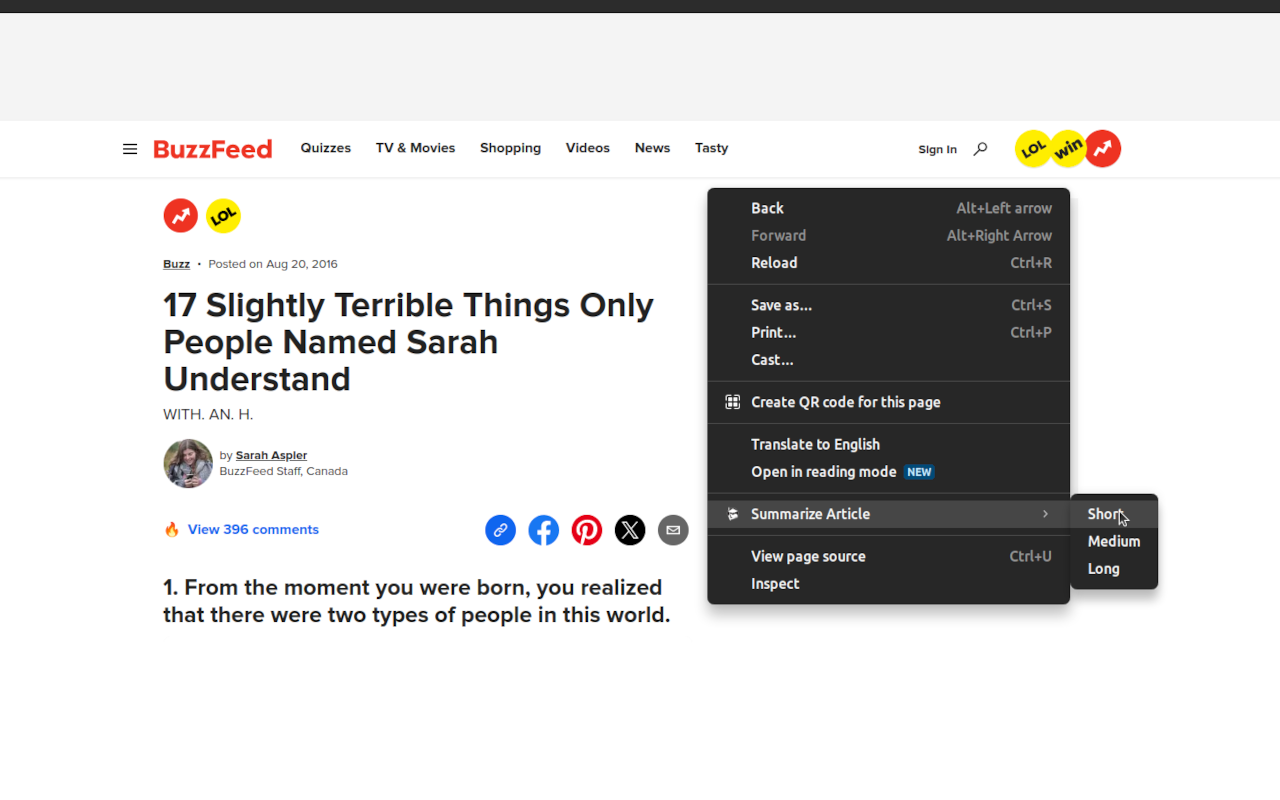 BuzzFeed
Quizzes
TV & Movies
Shopping
Videos
News
Tasty
Sign In
LOL
win
LOL
Buzz • Posted on Aug 20, 2016
17 Slightly Terrible Things Only
People Named Sarah
Understand
WITH. AN. H.
by Sarah Aspler
BuzzFeed Staff, Canada
View 396 comments
1. From the moment you were born, you realized
that there were two types of people in this world.
Back Alt+Left arrow
Forward Alt+Right Arrow
Reload Ctrl+R
Save as... Ctrl+S
Print... Ctrl+P
Cast...
Create QR code for this page
Translate to English
Open in reading mode NEW
Summarize Article
View page source Ctrl+U
Inspect
Short
Medium
Long